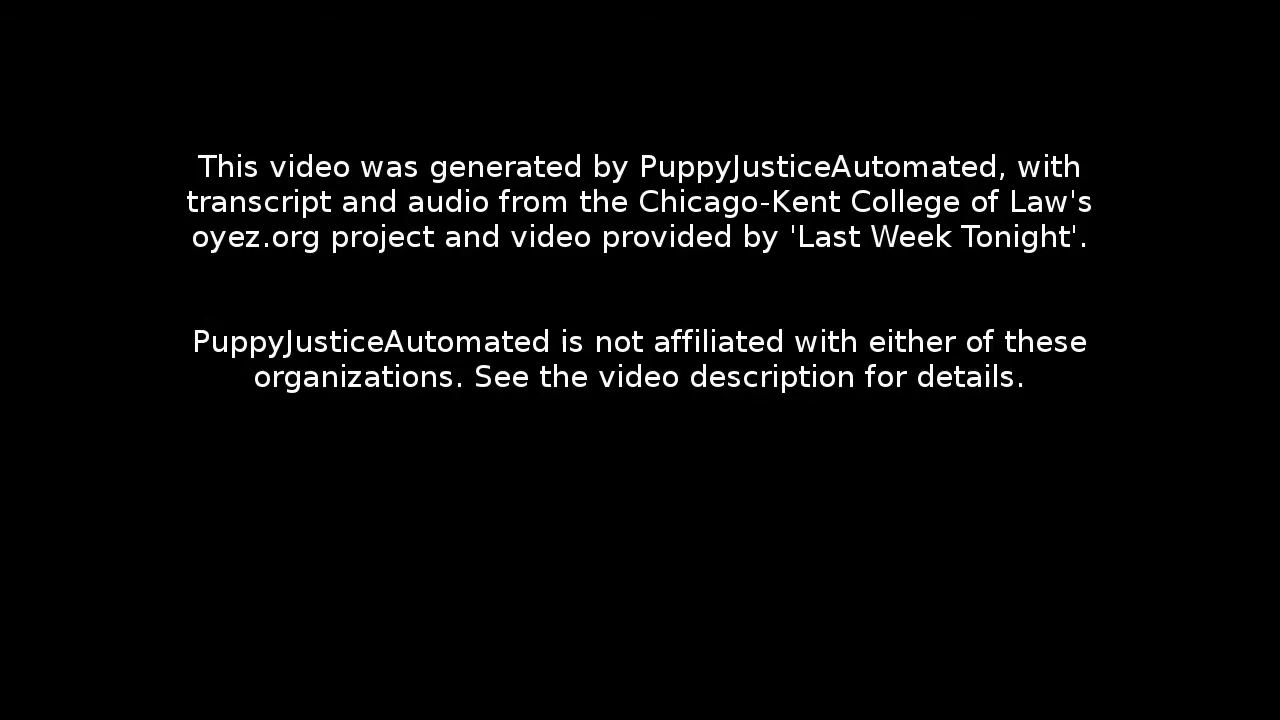 This video was generated by PuppyJusticeAutomated, with
transcript and audio from the Chicago-Kent College of Law's
oyez.org project and video provided by 'Last Week Tonight'.
PuppyJusticeAutomated is not affiliated with either of these
organizations. See the video description for details.